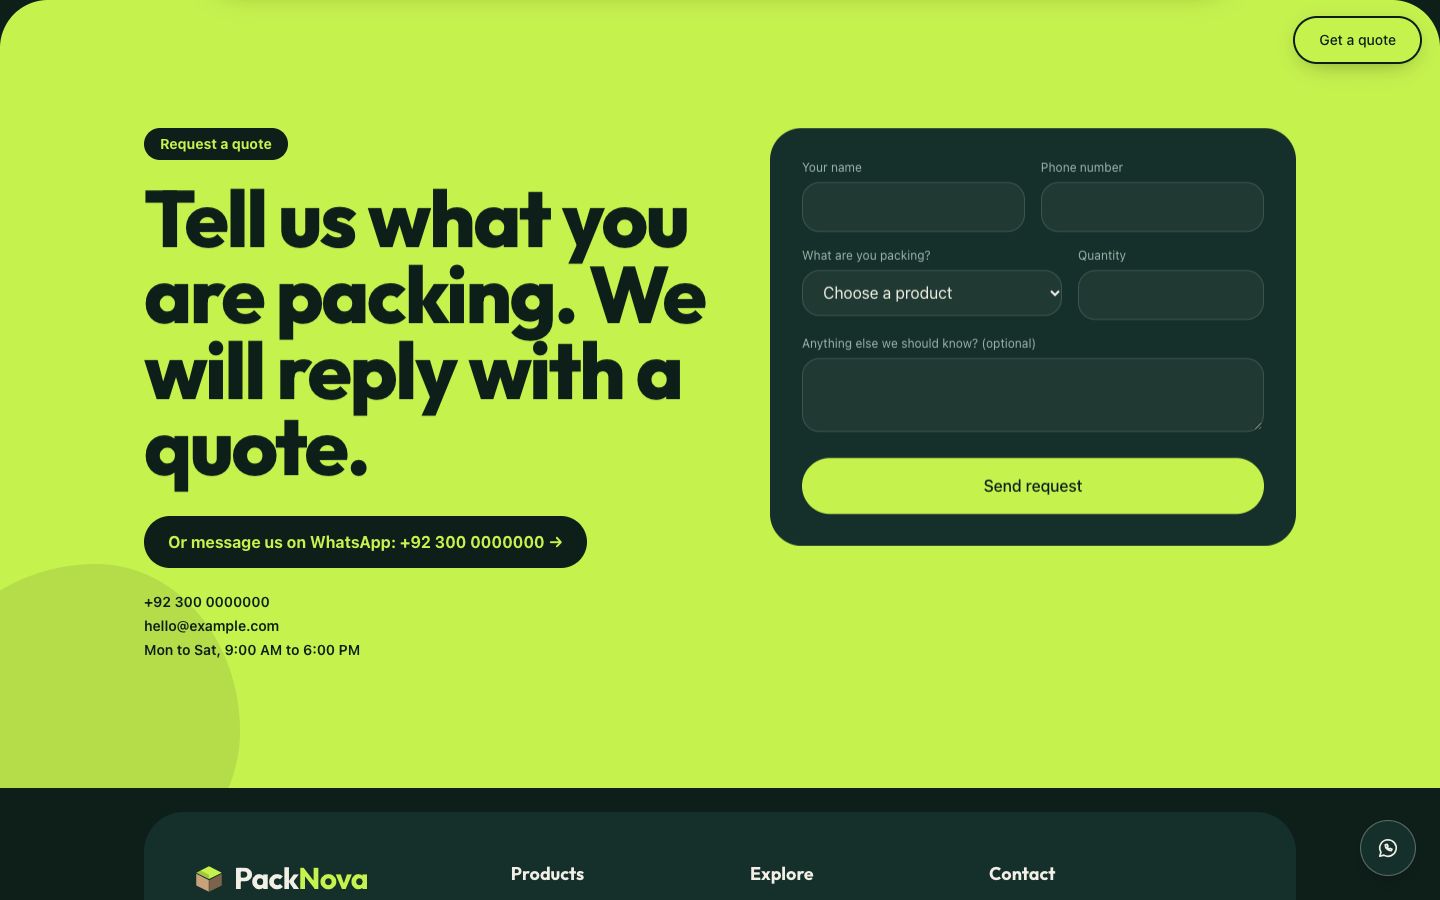 Get a quote
Request a quote
Tell us what you
are packing. We
will reply with a
quote.
Or message us on WhatsApp: +92 300 0000000 →
+92 300 0000000
hello@example.com
Mon to Sat, 9:00 AM to 6:00 PM
Your name
Phone number
What are you packing?
Quantity
Choose a product
Anything else we should know? (optional)
Send request
PackNova
Products
Explore
Contact